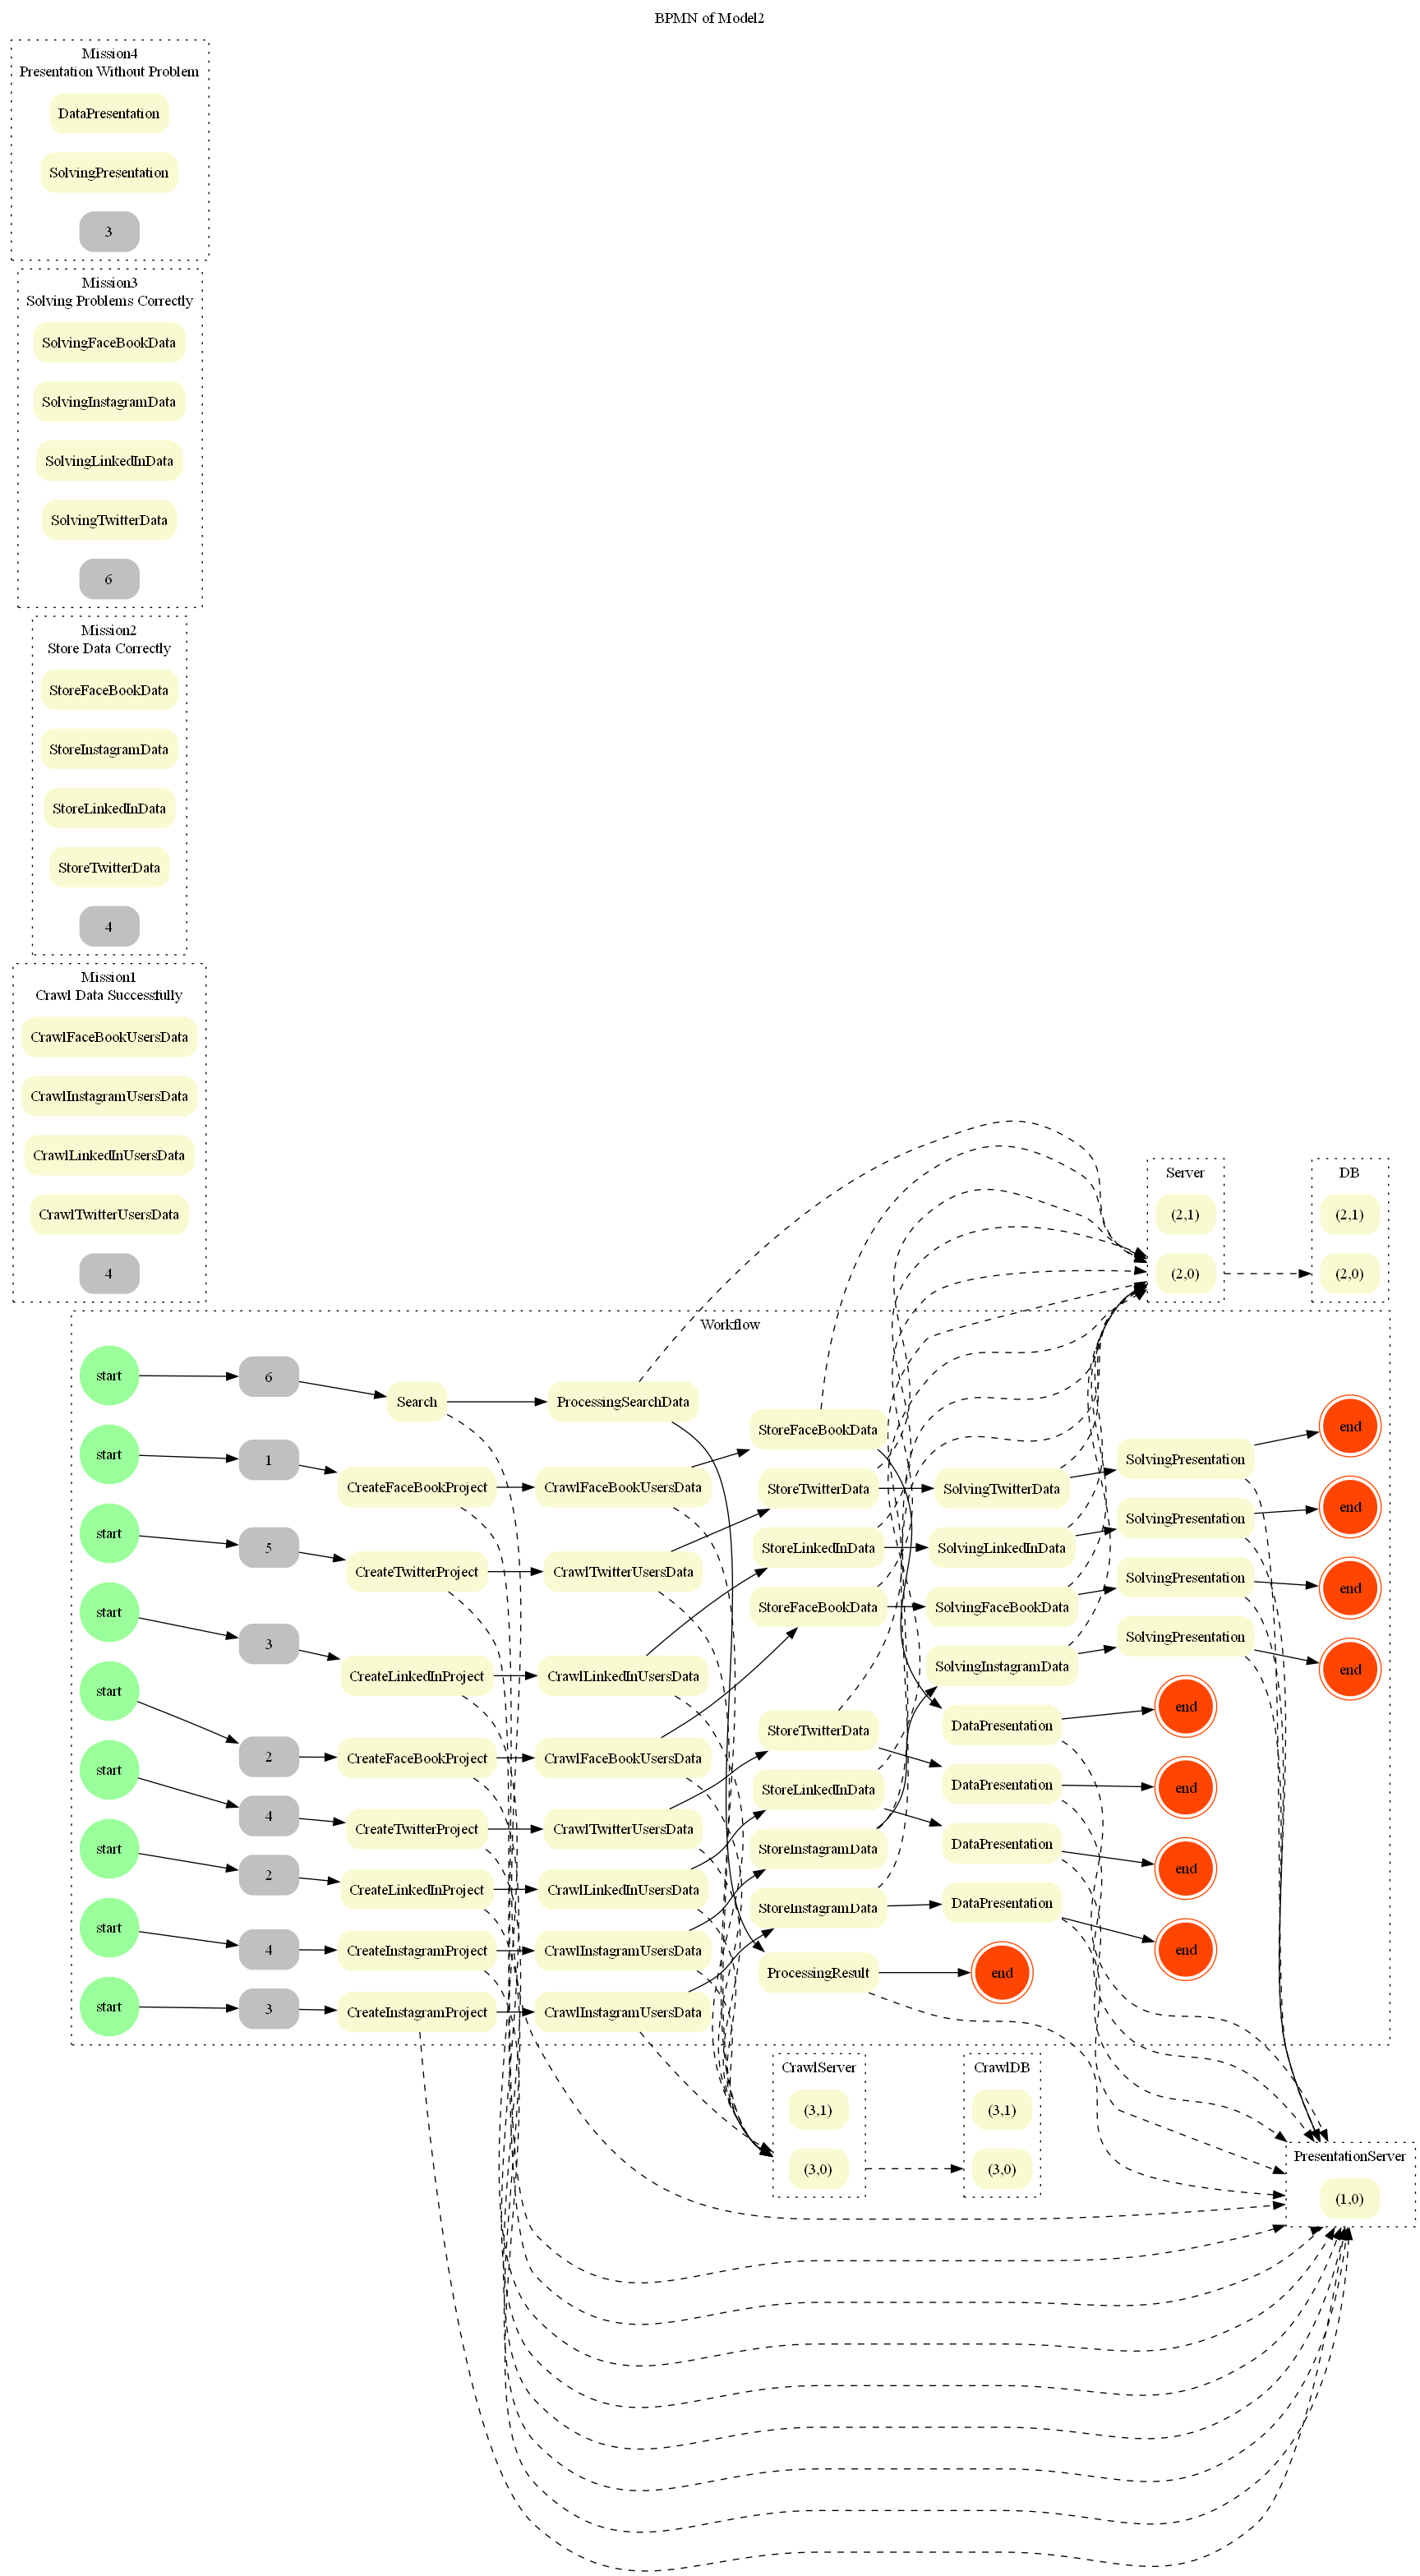 BPMN of Model2
Mission4
Presentation Without Problem
DataPresentation
SolvingPresentation
3
Mission3
Solving Problems Correctly
SolvingFaceBookData
SolvingInstagramData
SolvingLinkedInData
SolvingTwitterData
6
Mission2
Store Data Correctly
StoreFaceBookData
StoreInstagramData
StoreLinkedInData
StoreTwitterData
4
Mission1
Crawl Data Successfully
CrawlFaceBookUsersData
CrawlInstagramUsersData
CrawlLinkedInUsersData
CrawlTwitterUsersData
4
Server
(2,1)
(2,0)
DB
(2,1)
(2,0)
Workflow
start
6
Search
ProcessingSearchData
start
1
CreateFaceBookProject
CrawlFaceBookUsersData
StoreFaceBookData
start
5
CreateTwitterProject
CrawlTwitterUsersData
StoreTwitterData
SolvingTwitterData
SolvingPresentation
end
start
3
CreateLinkedInProject
CrawlLinkedInUsersData
StoreLinkedInData
SolvingLinkedInData
SolvingPresentation
end
start
2
CreateFaceBookProject
CrawlFaceBookUsersData
StoreFaceBookData
SolvingFaceBookData
SolvingPresentation
end
SolvingInstagramData
SolvingPresentation
end
start
4
CreateTwitterProject
CrawlTwitterUsersData
StoreTwitterData
DataPresentation
end
start
2
CreateLinkedInProject
CrawlLinkedInUsersData
StoreLinkedInData
DataPresentation
end
start
4
CreateInstagramProject
CrawlInstagramUsersData
StoreInstagramData
DataPresentation
end
start
3
CreateInstagramProject
CrawlInstagramUsersData
StoreInstagramData
DataPresentation
end
ProcessingResult
end
CrawlServer
(3,1)
(3,0)
CrawlDB
(3,1)
(3,0)
PresentationServer
(1,0)